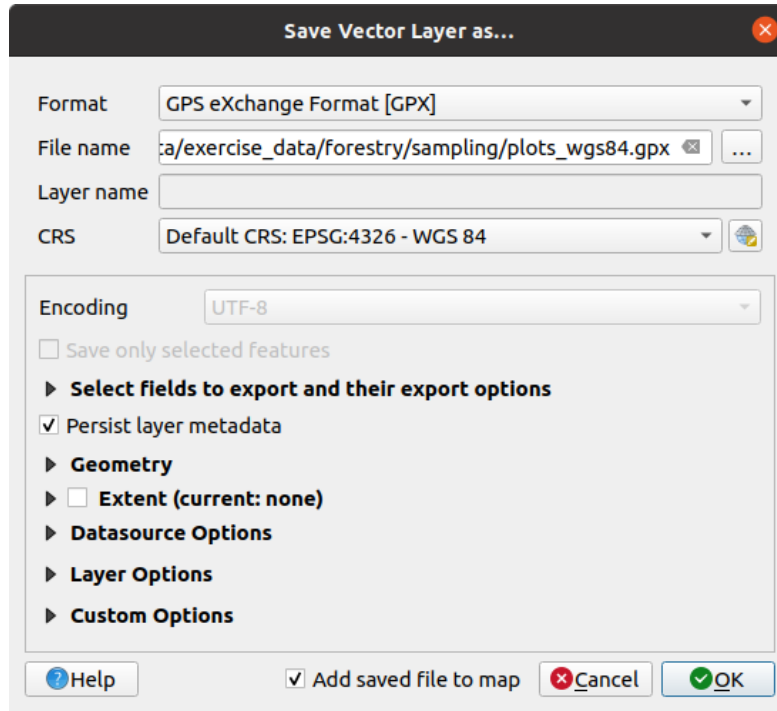 Save Vector Layer as...
Format GPS eXchange Format [GPX]
File name ta/exercise_data/forestry/sampling/plots_wgs84.gpx ...
Layer name
CRS Default CRS: EPSG:4326 - WGS 84
Encoding UTF-8
Save only selected features
Select fields to export and their export options
Persist layer metadata
Geometry
Extent (current: none)
Datasource Options
Layer Options
Custom Options
Help Add saved file to map Cancel OK